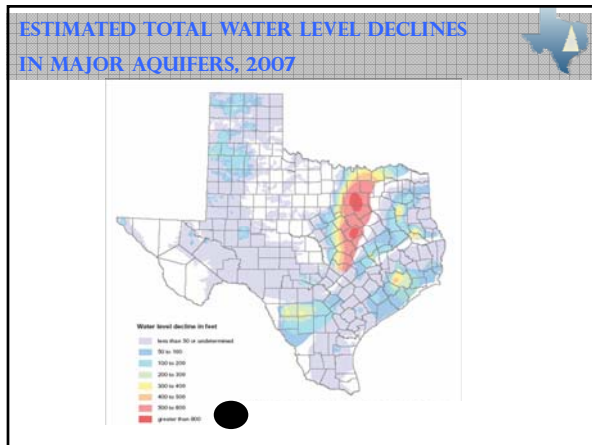 ESTIMATED TOTAL WATER LEVEL DECLINES
IN MAJOR AQUIFERS, 2007
Water level decline in feet
less than 50 or undetermined
50 to 100
100 to 200
200 to 300
300 to 400
400 to 500
500 to 800
greater than 800